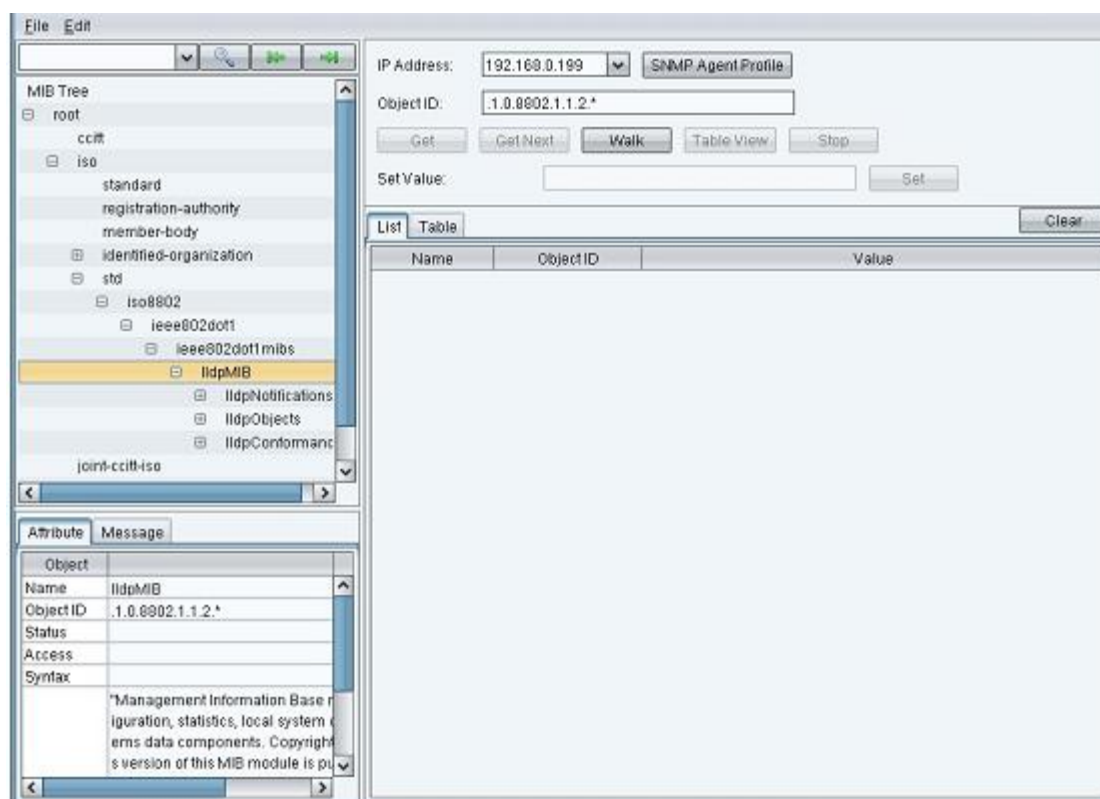 File Edit
MIB Tree
root
ccitt
iso
standard
registration-authority
member-body
identified-organization
std
iso8802
ieee802dot1
ieee802dot1mibs
lldpMIB
lldpNotifications
lldpObjects
lldpConformanc
joint-ccitt-iso
Attribute Message
Object
Name lldpMIB
Object ID .1.0.8802.1.1.2.*
Status
Access
Syntax
"Management Information Base
iguration, statistics, local system
ems data components. Copyright
s version of this MIB module is
IP Address: 192.168.0.199 SNMP Agent Profile
Object ID: .1.0.8802.1.1.2.*
Get Get Next Walk Table View Stop
Set Value: Set
List Table Clear
Name Object ID Value